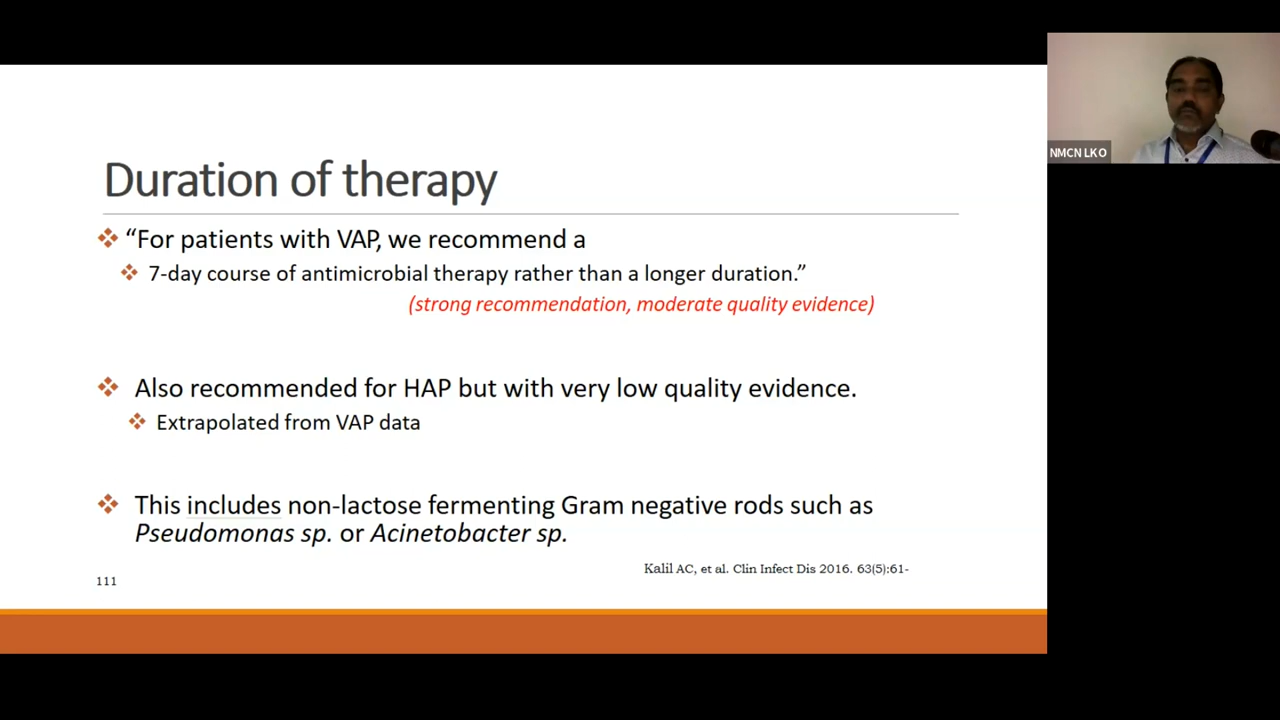 Duration of therapy
“For patients with VAP, we recommend a
7-day course of antimicrobial therapy rather than a longer duration.”
(strong recommendation, moderate quality evidence)
Also recommended for HAP but with very low quality evidence.
Extrapolated from VAP data
This includes non-lactose fermenting Gram negative rods such as
Pseudomonas sp. or Acinetobacter sp.
Kalil AC, et al. Clin Infect Dis 2016. 63(5):61-
111
NMCN LKO